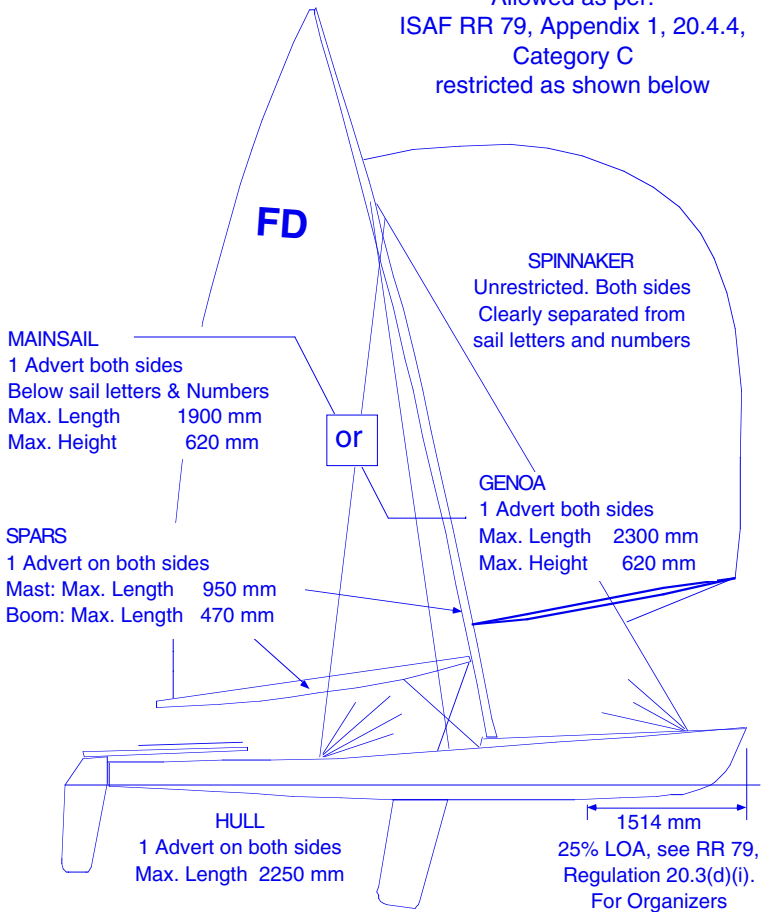 Allowed as per:
ISAF RR 79, Appendix 1, 20.4.4,
Category C
restricted as shown below
FD
SPINNAKER
Unrestricted. Both sides
Clearly separated from
sail letters and numbers
MAINSAIL
1 Advert both sides
Below sail letters & Numbers
Max. Length 1900 mm
Max. Height 620 mm
or
GENOA
1 Advert both sides
Max. Length 2300 mm
Max. Height 620 mm
SPARS
1 Advert on both sides
Mast: Max. Length 950 mm
Boom: Max. Length 470 mm
HULL
1 Advert on both sides
Max. Length 2250 mm
1514 mm
25% LOA, see RR 79,
Regulation 20.3(d)(i).
For Organizers